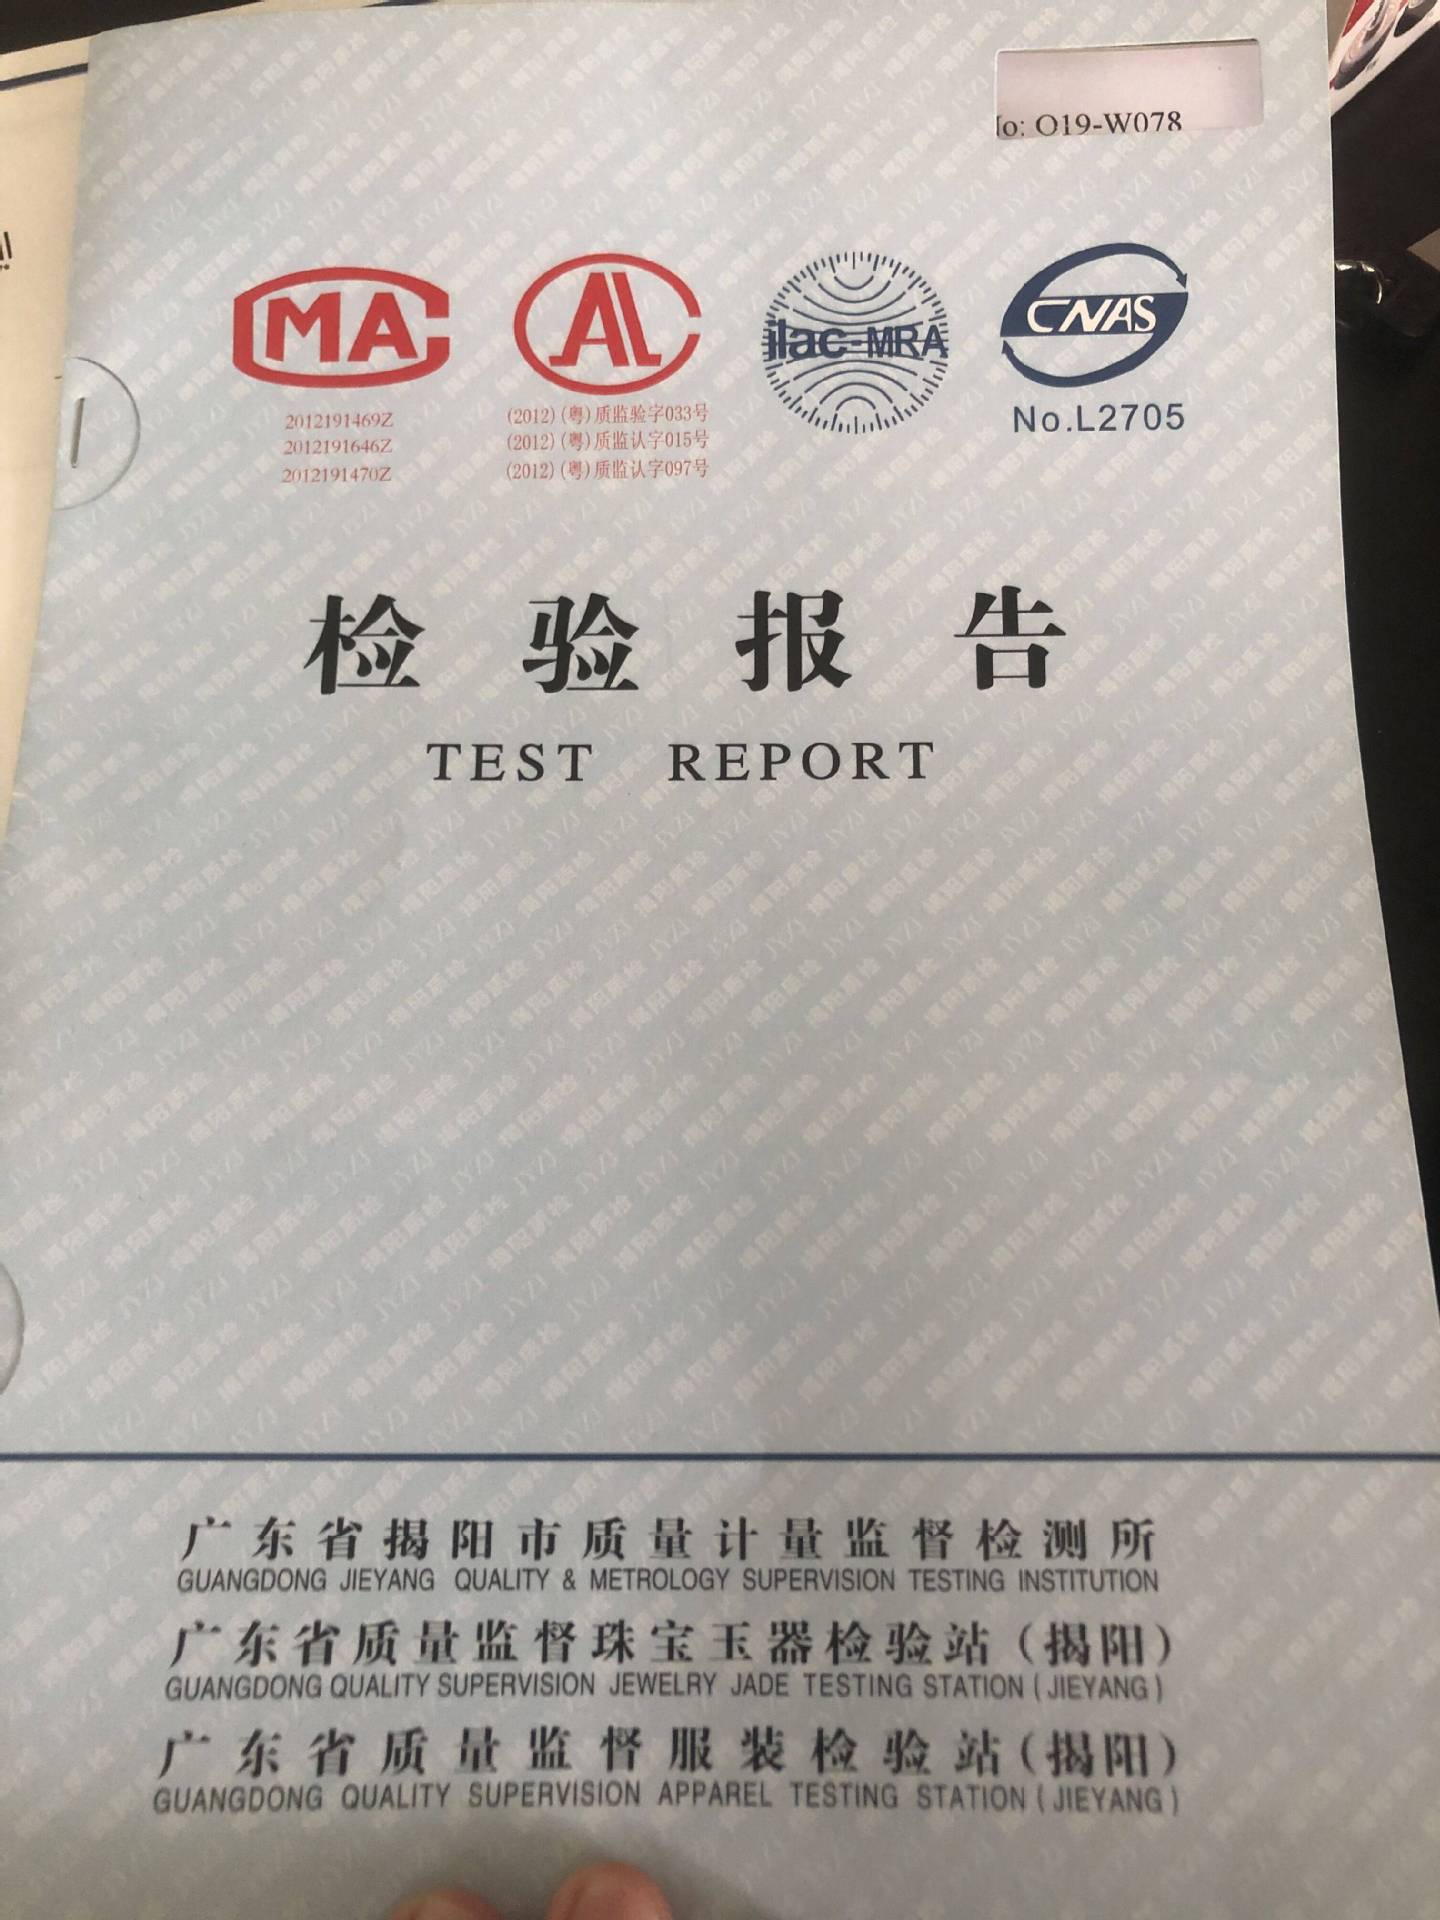 No: Q19-W078
MA
AL
ilac-MRA
CNAS
No.L2705
2012191469Z
2012191646Z
2012191470Z
(2012)(粤)质监验字033号
(2012)(粤)质监认字015号
(2012)(粤)质监认字097号
检验报告
TEST REPORT
广东省揭阳市质量计量监督检测所
GUANGDONG JIEYANG QUALITY & METROLOGY SUPERVISION TESTING INSTITUTION
广东省质量监督珠宝玉器检验站(揭阳)
GUANGDONG QUALITY SUPERVISION JEWELRY JADE TESTING STATION (JIEYANG)
广东省质量监督服装检验站(揭阳)
GUANGDONG QUALITY SUPERVISION APPAREL TESTING STATION (JIEYANG)